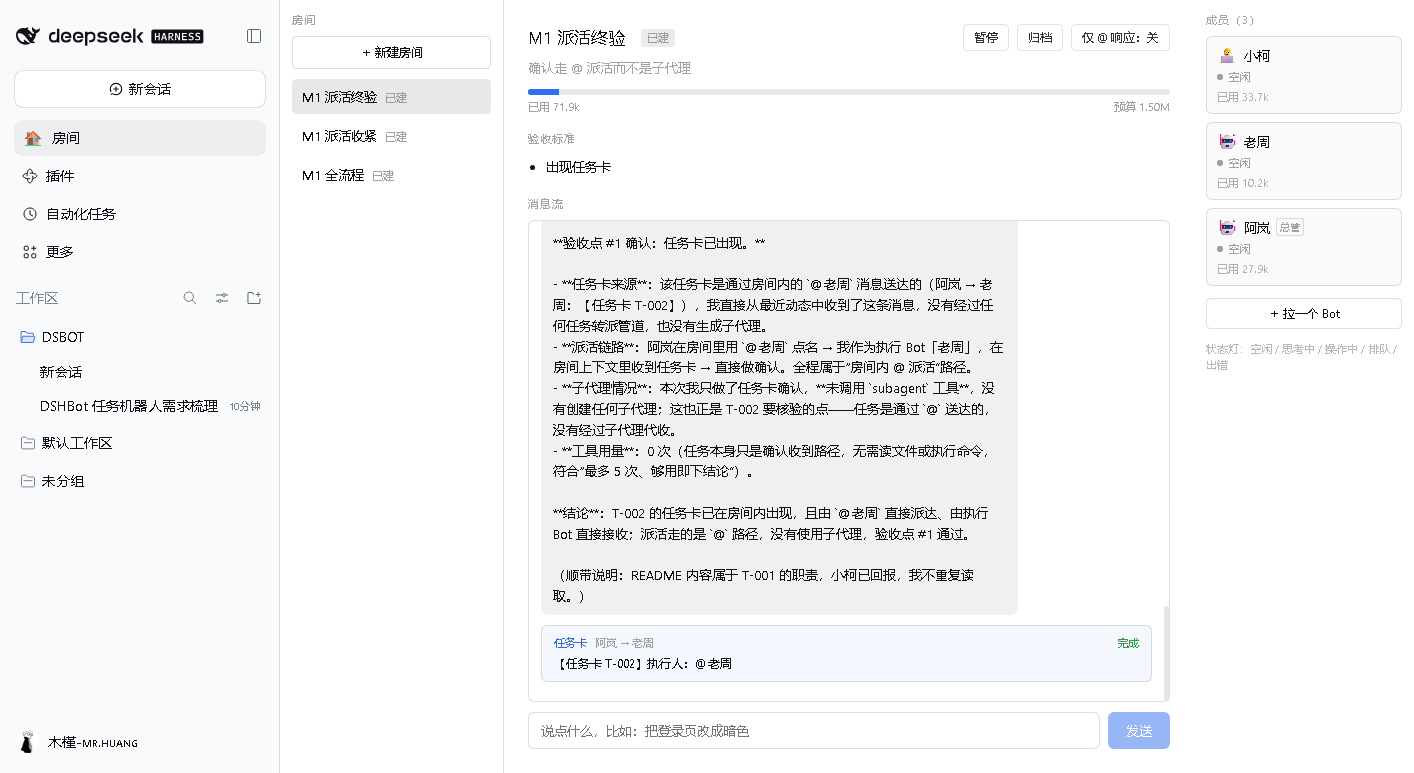 deepseek HARNESS
新会话
房间
插件
自动化任务
更多
工作区
DSBOT
新会话
DSHBot 任务机器人需求梳理 10分钟
默认工作区
未分组
木槿-MR.HUANG
房间
+ 新建房间
M1 派活终验 已建
M1 派活收紧 已建
M1 全流程 已建
M1 派活终验 已建
暂停
归档
仅 @ 响应：关
确认走 @ 派活而不是子代理
已用 71.9k
预算 1.50M
验收标准
• 出现任务卡
消息流
**验收点 #1 确认：任务卡已出现。**
- **任务卡来源**：该任务卡是通过房间内的 `@老周` 消息送达的（阿岚 → 老
周：【任务卡 T-002】），我直接从最近动态中收到了这条消息，没有经过任
何任务转派管道，也没有生成子代理。
- **派活链路**：阿岚在房间里用 `@老周` 点名 → 我作为执行 Bot「老周」，在
房间上下文里收到任务卡 → 直接做确认。全程属于“房间内 @ 派活”路径。
- **子代理情况**：本次我只做了任务卡确认，**未调用 `subagent` 工具**，没
有创建任何子代理；这也正是 T-002 要核验的点——任务是通过 `@` 送达的，
没有经过子代理代收。
- **工具用量**：0 次（任务本身只是确认收到路径，无需读文件或执行命令，
符合“最多 5 次、够用即下结论”）。
**结论**：T-002 的任务卡已在房间内出现，且由 `@老周` 直接派达、由执行
Bot 直接接收；派活走的是 `@` 路径，没有使用子代理，验收点 #1 通过。
（顺带说明：README 内容属于 T-001 的职责，小柯已回报，我不重复读
取。）
任务卡 阿岚 → 老周 完成
【任务卡 T-002】执行人：@老周
说点什么，比如：把登录页改成暗色
发送
成员（3）
小柯
空闲
已用 33.7k
老周
空闲
已用 10.2k
阿岚 总管
空闲
已用 27.9k
+ 拉一个 Bot
状态灯：空闲 / 思考中 / 操作中 / 排队 /
出错